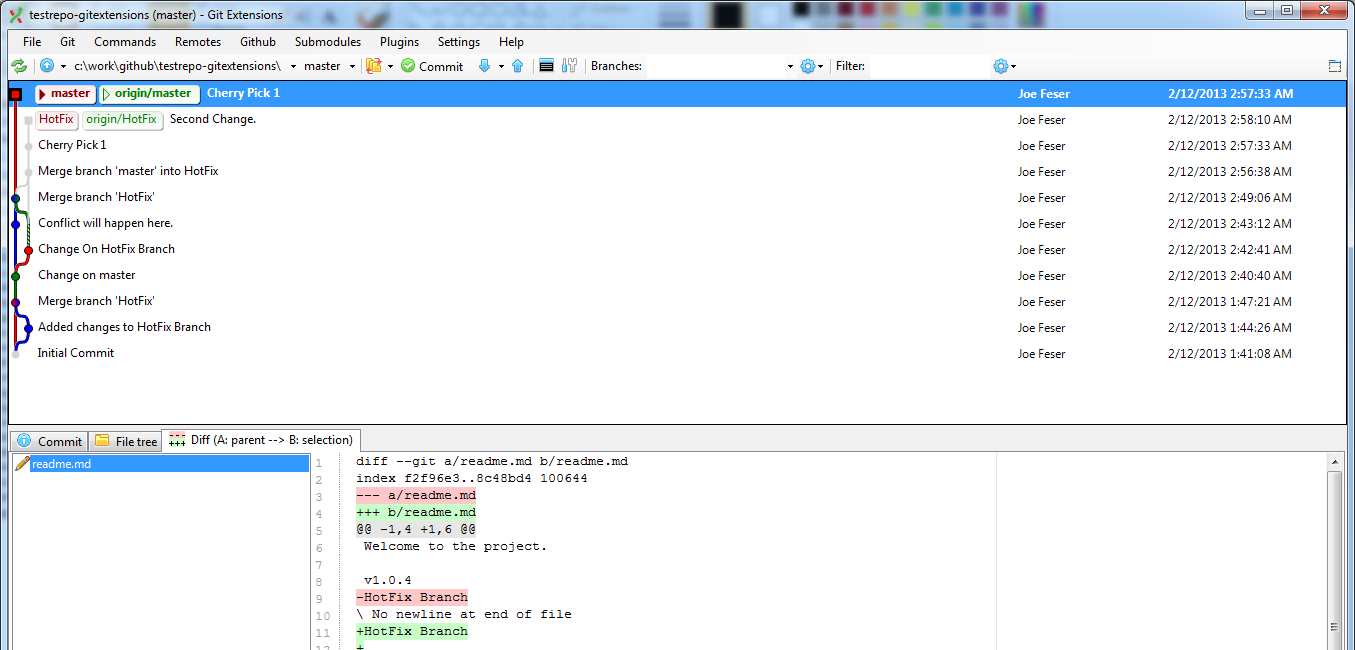 testrepo-gitextensions (master) - Git Extensions
File Git Commands Remotes Github Submodules Plugins Settings Help
c:\work\github\testrepo-gitextensions\ master Commit Branches: Filter:
master origin/master Cherry Pick 1 Joe Feser 2/12/2013 2:57:33 AM
HotFix origin/HotFix Second Change. Joe Feser 2/12/2013 2:58:10 AM
Cherry Pick 1 Joe Feser 2/12/2013 2:57:33 AM
Merge branch 'master' into HotFix Joe Feser 2/12/2013 2:56:38 AM
Merge branch 'HotFix' Joe Feser 2/12/2013 2:49:06 AM
Conflict will happen here. Joe Feser 2/12/2013 2:43:12 AM
Change On HotFix Branch Joe Feser 2/12/2013 2:42:41 AM
Change on master Joe Feser 2/12/2013 2:40:40 AM
Merge branch 'HotFix' Joe Feser 2/12/2013 1:47:21 AM
Added changes to HotFix Branch Joe Feser 2/12/2013 1:44:26 AM
Initial Commit Joe Feser 2/12/2013 1:41:08 AM
Commit File tree Diff (A: parent --> B: selection)
readme.md
1 diff --git a/readme.md b/readme.md
2 index f2f96e3..8c48bd4 100644
3 --- a/readme.md
4 +++ b/readme.md
5 @@ -1,4 +1,6 @@
6 Welcome to the project.
7
8 v1.0.4
9 -HotFix Branch
10 \ No newline at end of file
11 +HotFix Branch
12 +